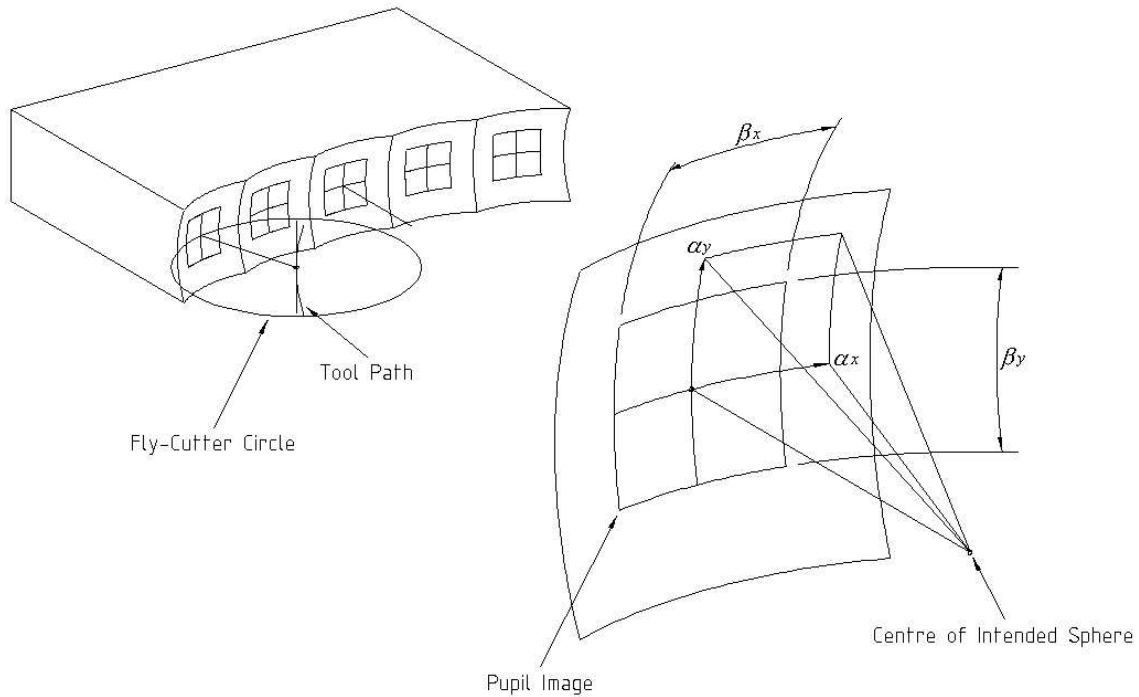 βx
αy
αx
βy
Tool Path
Fly-Cutter Circle
Centre of Intended Sphere
Pupil Image